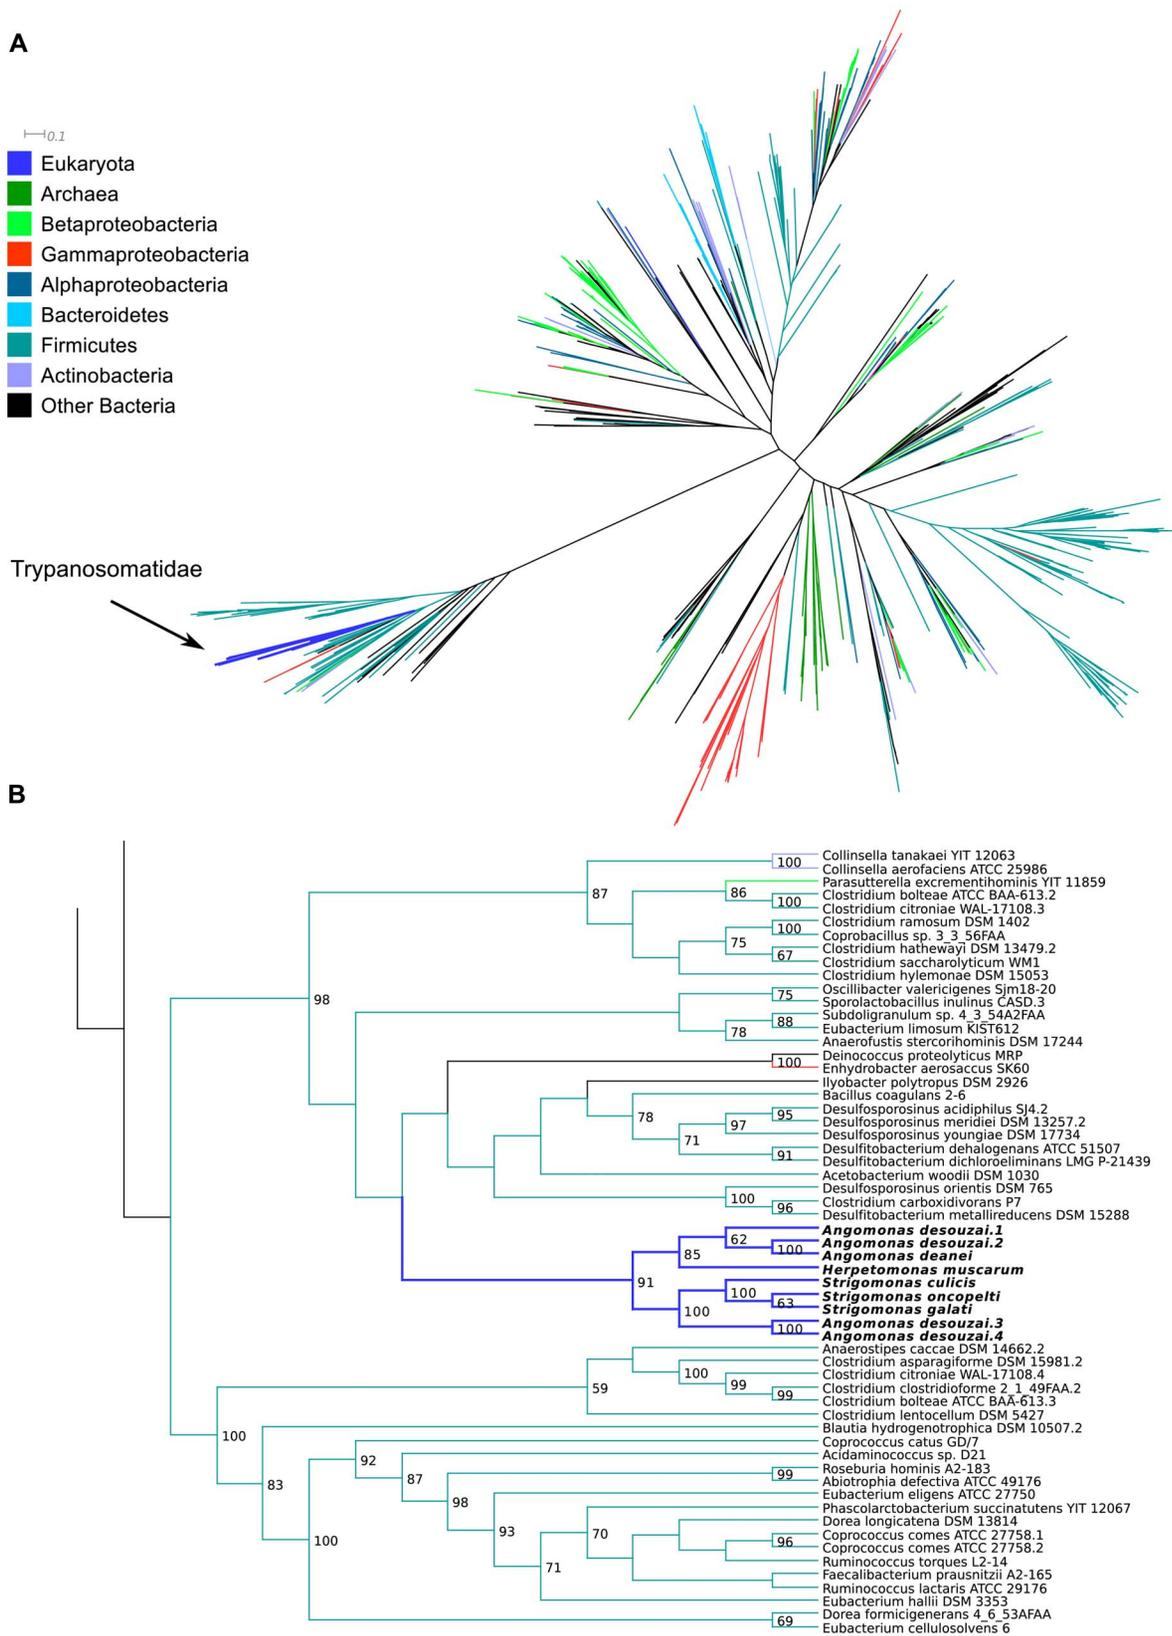 A
0.1
Eukaryota
Archaea
Betaproteobacteria
Gammaproteobacteria
Alphaproteobacteria
Bacteroidetes
Firmicutes
Actinobacteria
Other Bacteria
Trypanosomatidae
B
100 Collinsella tanakaei YIT 12063
Collinsella aerofaciens ATCC 25986
87
86 Parasutterella excrementihominis YIT 11859
100 Clostridium bolteae ATCC BAA-613.2
Clostridium citroniae WAL-17108.3
100 Clostridium ramosum DSM 1402
75 Coprobacillus sp. 3_3_56FAA
67 Clostridium hathewayi DSM 13479.2
Clostridium saccharolyticum WM1
Clostridium hylemonae DSM 15053
98
75 Oscillibacter valericigenes Sjm18-20
Sporolactobacillus inulinus CASD.3
88 Subdoligranulum sp. 4_3_54A2FAA
78 Eubacterium limosum KIST612
Anaerofustis stercorihominis DSM 17244
100 Deinococcus proteolyticus MRP
Enhydrobacter aerosaccus SK60
Ilyobacter polytropus DSM 2926
78 Bacillus coagulans 2-6
95 Desulfosporosinus acidiphilus SJ4.2
97 Desulfosporosinus meridiei DSM 13257.2
71 Desulfosporosinus youngiae DSM 17734
91 Desulfitobacterium dehalogenans ATCC 51507
Desulfitobacterium dichloroeliminans LMG P-21439
Acetobacterium woodii DSM 1030
100 Desulfosporosinus orientis DSM 765
96 Clostridium carboxidivorans P7
Desulfitobacterium metallireducens DSM 15288
62 Angomonas desouzai.1
85 100 Angomonas desouzai.2
Angomonas deanei
91 Herpetomonas muscarum
100 Strigomonas culicis
100 63 Strigomonas oncopelti
Strigomonas galati
100 Angomonas desouzai.3
Angomonas desouzai.4
59 Anaerostipes caccae DSM 14662.2
100 Clostridium asparagiforme DSM 15981.2
99 Clostridium citroniae WAL-17108.4
99 Clostridium clostridioforme 2_1_49FAA.2
Clostridium bolteae ATCC BAA-613.3
Clostridium lentocellum DSM 5427
100 Blautia hydrogenotrophica DSM 10507.2
92 Coprococcus catus GD/7
83 87 Acidaminococcus sp. D21
98 99 Roseburia hominis A2-183
Abiotrophia defectiva ATCC 49176
93 Eubacterium eligens ATCC 27750
70 Phascolarctobacterium succinatutens YIT 12067
100 Dorea longicatena DSM 13814
96 Coprococcus comes ATCC 27758.1
Coprococcus comes ATCC 27758.2
71 Ruminococcus torques L2-14
Faecalibacterium prausnitzii A2-165
Ruminococcus lactaris ATCC 29176
Eubacterium hallii DSM 3353
69 Dorea formicigenerans 4_6_53AFAA
Eubacterium cellulosolvens 6